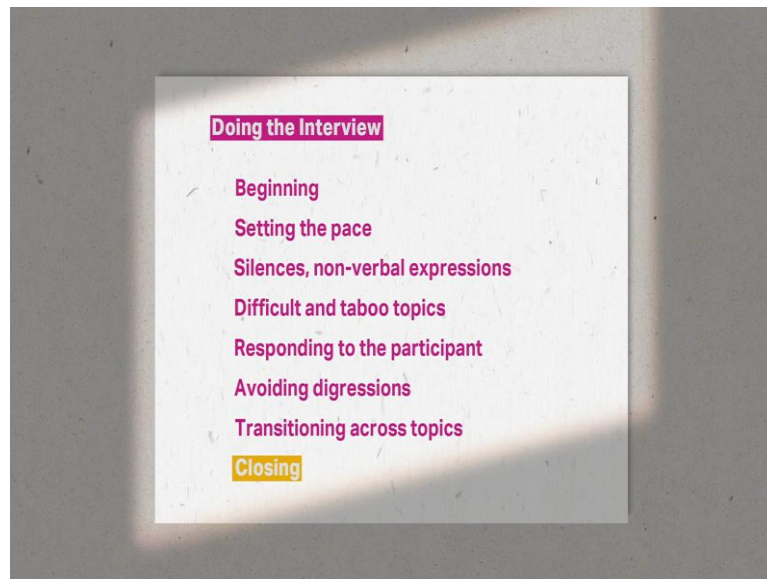 Doing the Interview
Beginning
Setting the pace
Silences, non-verbal expressions
Difficult and taboo topics
Responding to the participant
Avoiding digressions
Transitioning across topics
Closing